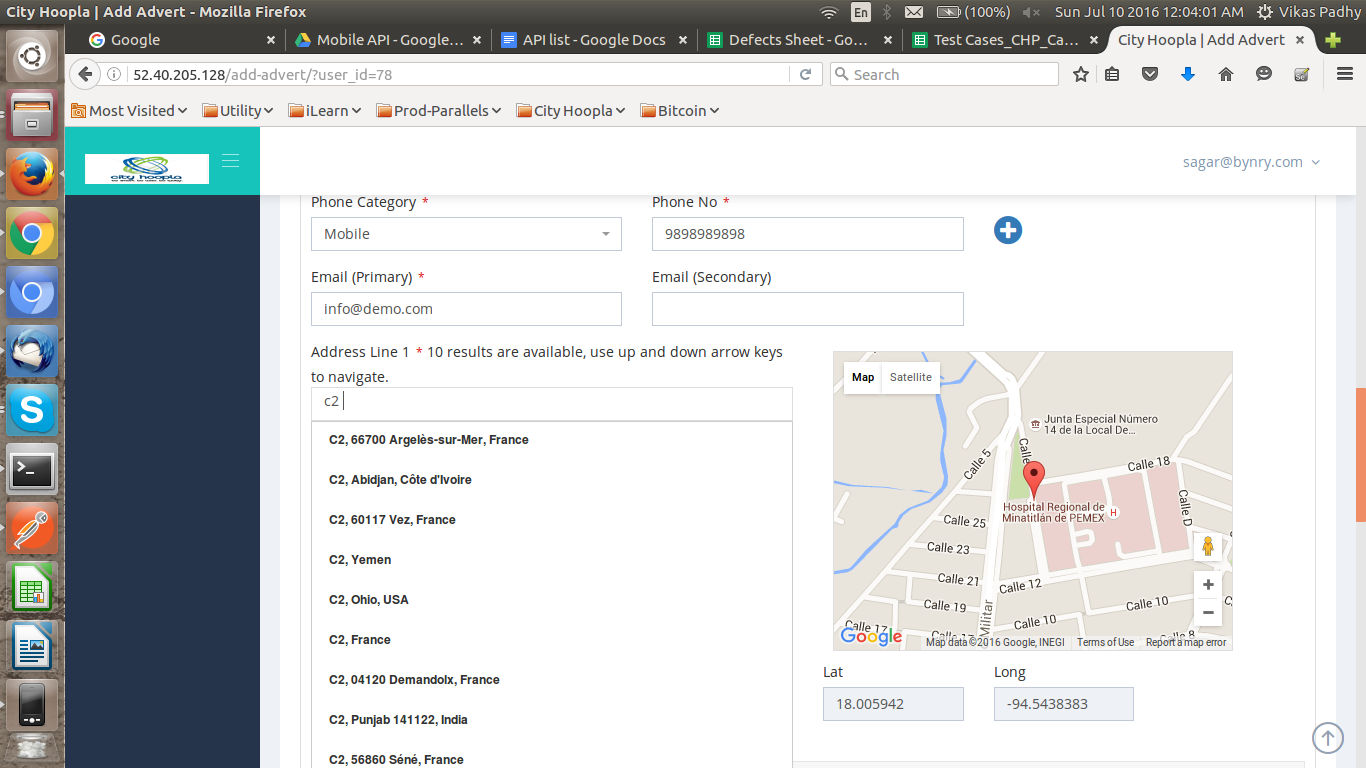 City Hoopla | Add Advert - Mozilla Firefox
En
(100%)
Sun Jul 10 2016 12:04:01 AM
Vikas Padhy
Google
Mobile API - Google...
API list - Google Docs
Defects Sheet - Go...
Test Cases_CHP_Ca...
City Hoopla | Add Advert
52.40.205.128/add-advert/?user_id=78
Search
Most Visited
Utility
iLearn
Prod-Parallels
City Hoopla
Bitcoin
city hoopla
sagar@bynry.com
Phone Category *
Phone No *
Mobile
9898989898
Email (Primary) *
Email (Secondary)
info@demo.com
Address Line 1 * 10 results are available, use up and down arrow keys
to navigate.
c2
C2, 66700 Argelès-sur-Mer, France
C2, Abidjan, Côte d'Ivoire
C2, 60117 Vez, France
C2, Yemen
C2, Ohio, USA
C2, France
C2, 04120 Demandolx, France
C2, Punjab 141122, India
C2, 56860 Séné, France
Map
Satellite
Junta Especial Número
14 de la Local De...
Calle 5
Calle
Calle 18
Hospital Regional de
Minatitlán de PEMEX
H
Calle D
Calle 25
Calle 23
Calle 21
Calle 12
Calle 19
Calle 10
Calle 10
Calle 17
Militar
Calle 8
Google
Map data ©2016 Google, INEGI
Terms of Use
Report a map error
Lat
Long
18.005942
-94.5438383